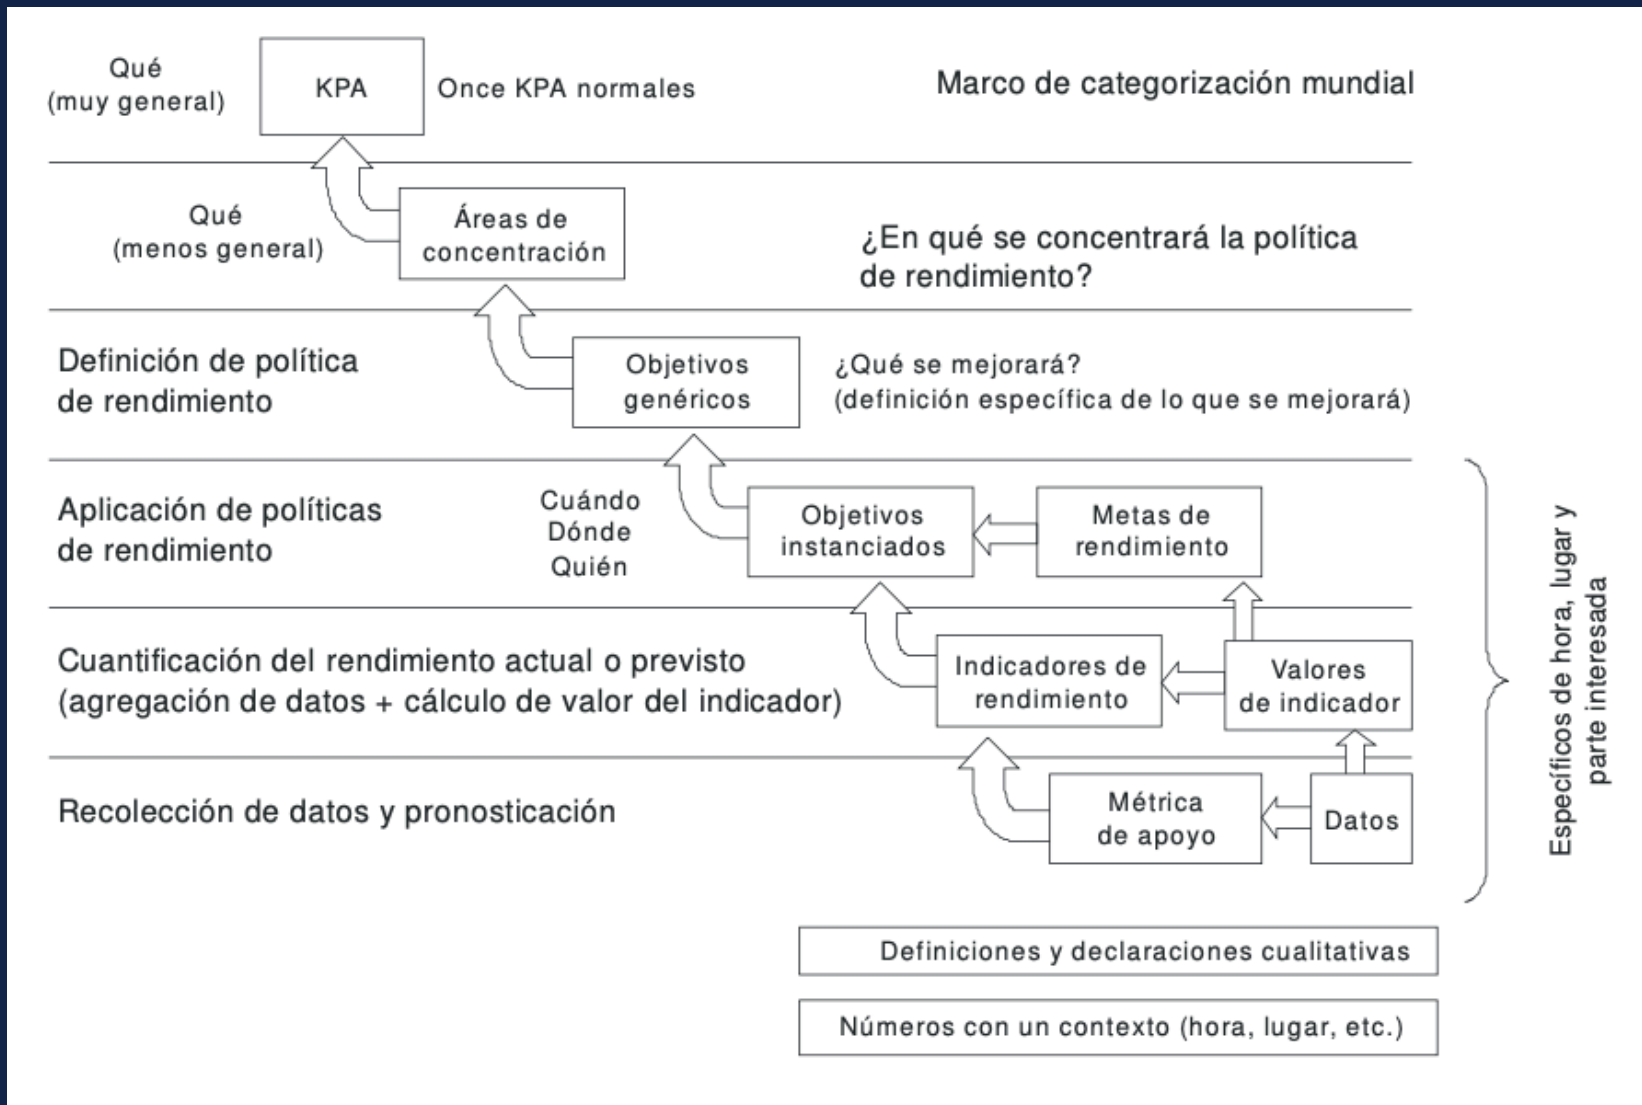 Qué
(muy general)
KPA
Once KPA normales
Marco de categorización mundial
Qué
(menos general)
Áreas de
concentración
¿En qué se concentrará la política
de rendimiento?
Definición de política
de rendimiento
Objetivos
genéricos
¿Qué se mejorará?
(definición específica de lo que se mejorará)
Aplicación de políticas
de rendimiento
Cuándo
Dónde
Quién
Objetivos
instanciados
Metas de
rendimiento
Cuantificación del rendimiento actual o previsto
(agregación de datos + cálculo de valor del indicador)
Indicadores de
rendimiento
Valores
de indicador
Recolección de datos y pronosticación
Métrica
de apoyo
Datos
Específicos de hora, lugar y
parte interesada
Definiciones y declaraciones cualitativas
Números con un contexto (hora, lugar, etc.)